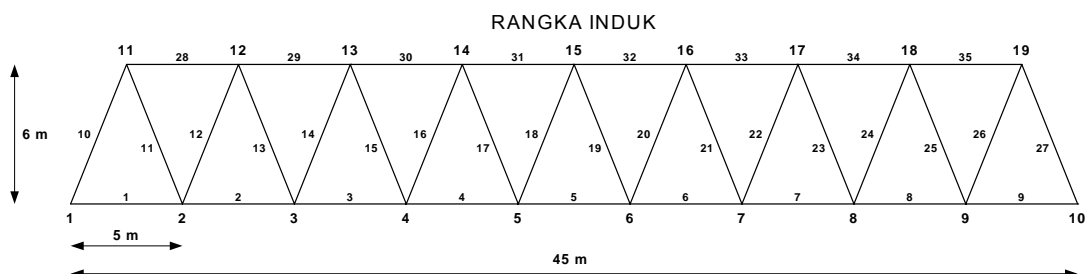 RANGKA INDUK
11 12 13 14 15 16 17 18 19
28 29 30 31 32 33 34 35
6 m
10 11 12 13 14 15 16 17 18 19 20 21 22 23 24 25 26 27
1 2 3 4 5 6 7 8 9
1 2 3 4 5 6 7 8 9 10
5 m
45 m